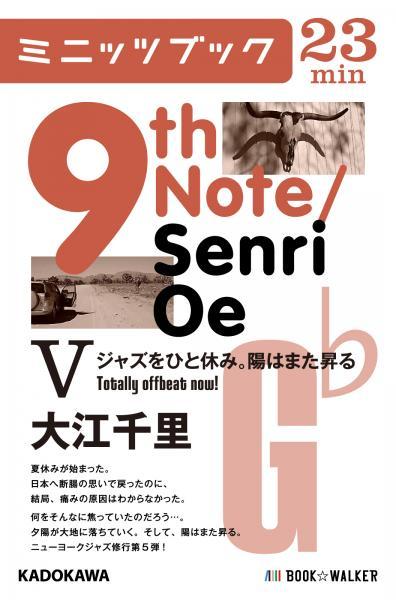 ミニッツブック
23
min
9th
Note/
Senri
Oe
V
ジャズをひと休み。陽はまた昇る
Totally offbeat now!
G♭
大江千里
夏休みが始まった。
日本へ断腸の思いで戻ったのに、
結局、痛みの原因はわからなかった。
何をそんなに焦っていたのだろう…。
夕陽が大地に落ちていく。そして、陽はまた昇る。
ニューヨークジャズ修行第5弾!
KADOKAWA
BOOK☆WALKER